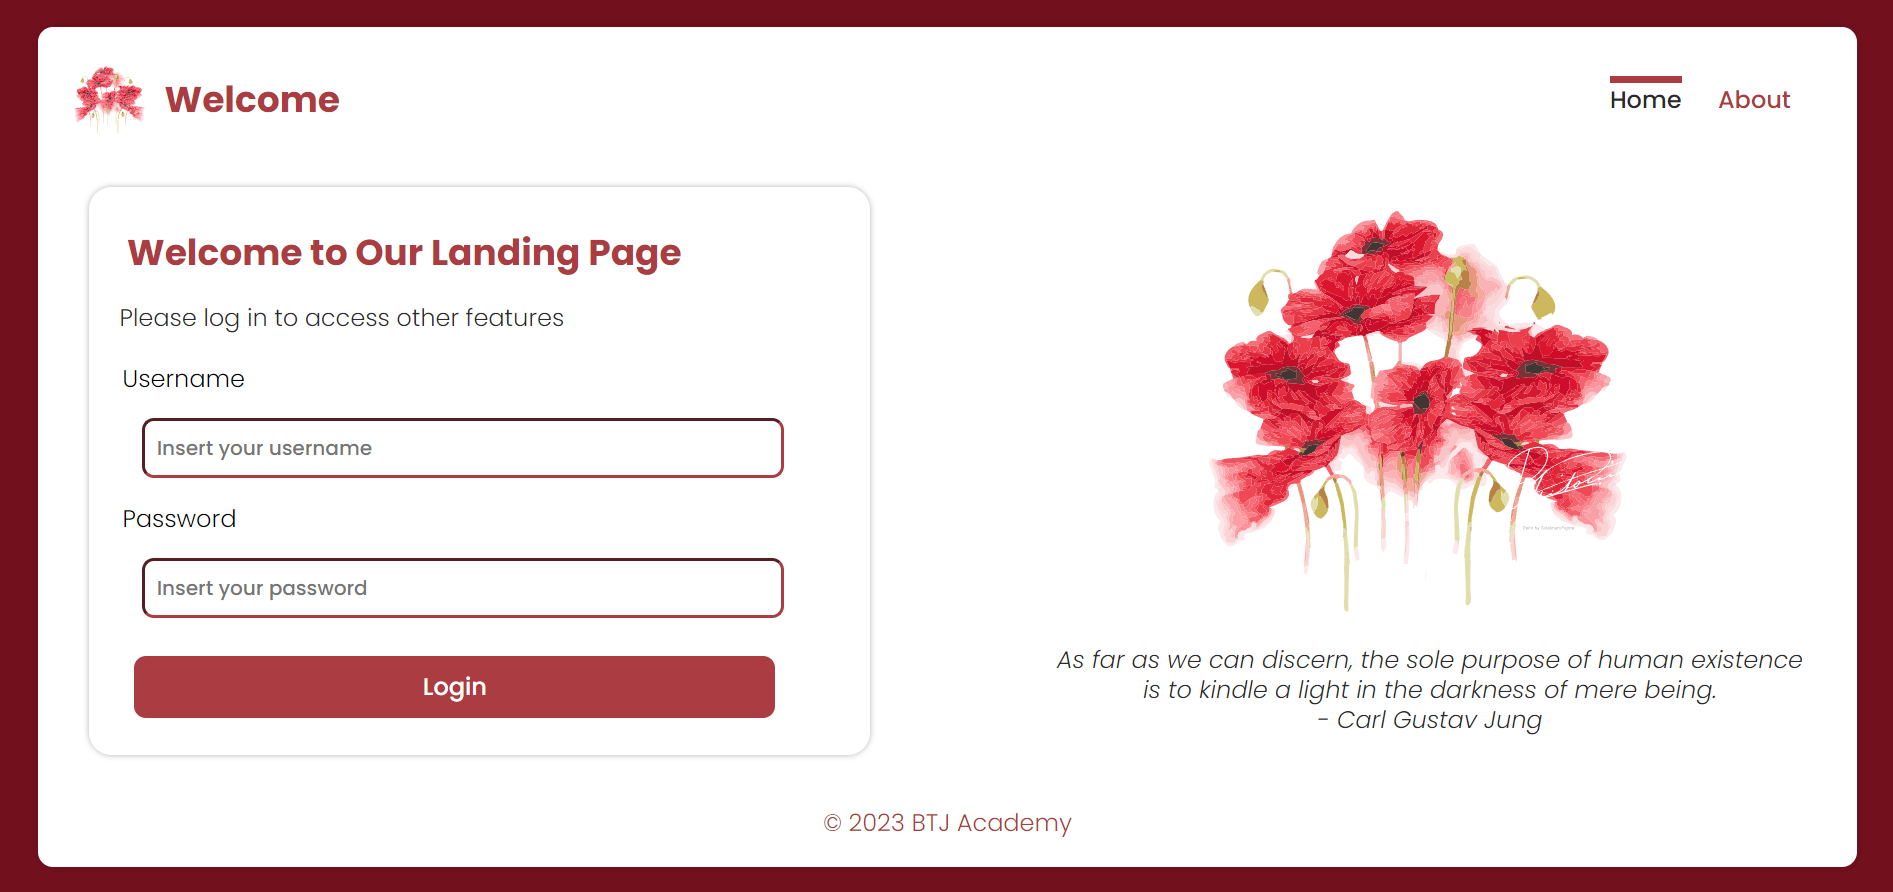 Welcome
Home
About
Welcome to Our Landing Page
Please log in to access other features
Username
Insert your username
Password
Insert your password
Login
As far as we can discern, the sole purpose of human existence
is to kindle a light in the darkness of mere being.
- Carl Gustav Jung
© 2023 BTJ Academy